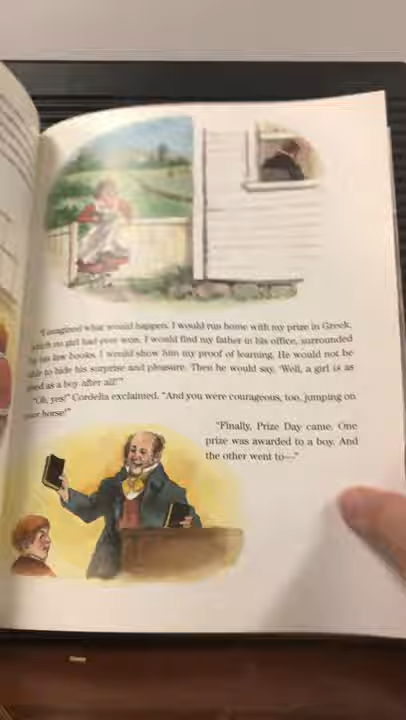 "I imagined what would happen. I would run home with my prize in Greek,
which no girl had ever won. I would find my father in his office, surrounded
by his law books. I would show him my proof of learning. He would not be
able to hide his surprise and pleasure. Then he would say, 'Well, a girl is as
good as a boy after all!'"
"Oh, yes!" Cordelia exclaimed. "And you were courageous, too, jumping on
your horse!"
"Finally, Prize Day came. One
prize was awarded to a boy. And
the other went to—"